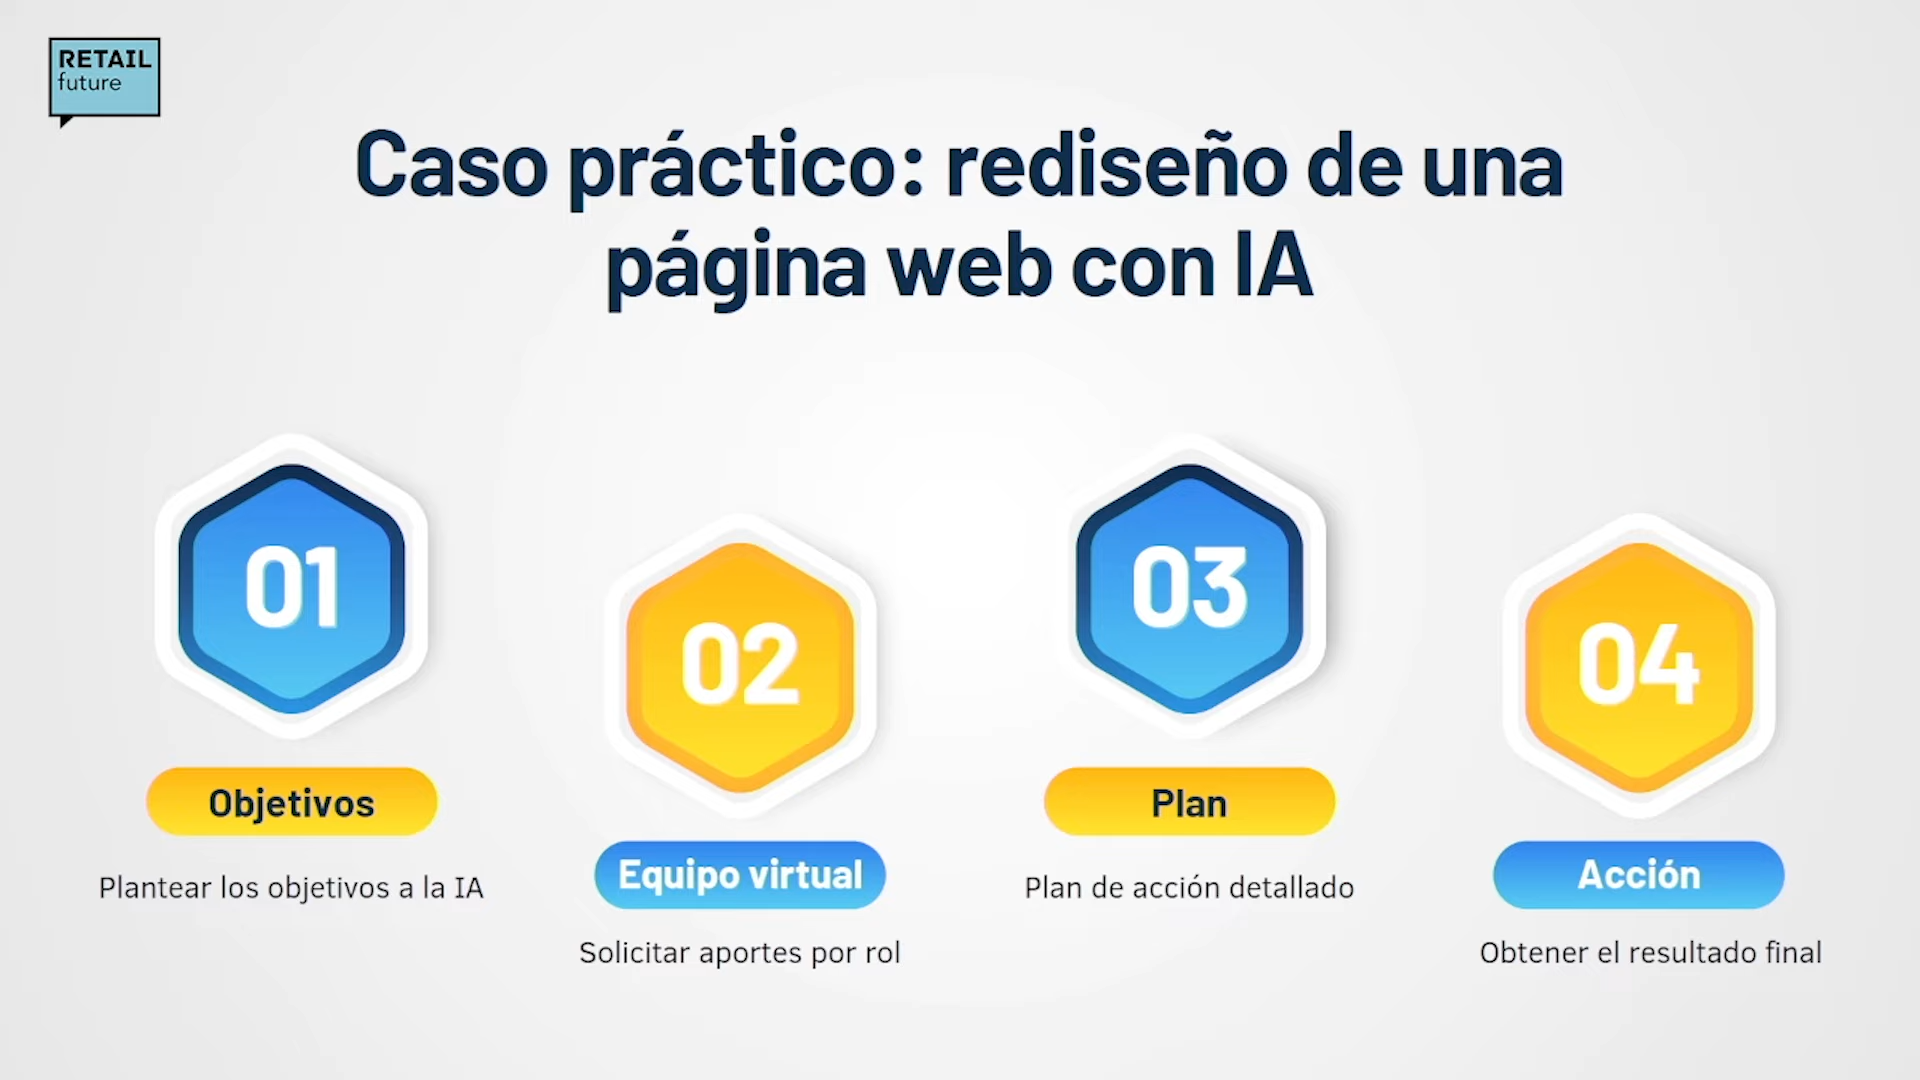 RETAIL
future
Caso práctico: rediseño de una
página web con IA
01
Objetivos
Plantear los objetivos a la IA
02
Equipo virtual
Solicitar aportes por rol
03
Plan
Plan de acción detallado
04
Acción
Obtener el resultado final